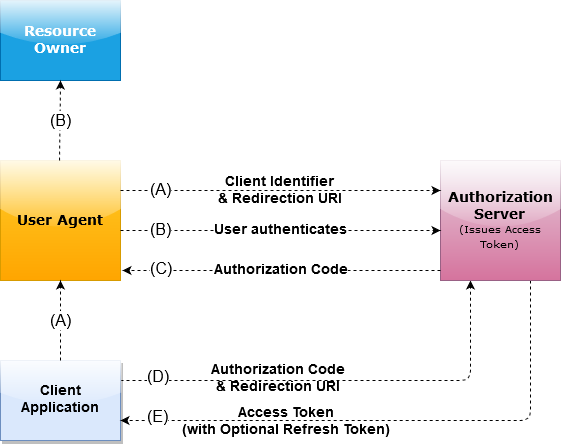 Resource
Owner
(B)
User Agent
(A)
Client Identifier
& Redirection URI
(B)
User authenticates
(C)
Authorization Code
Authorization
Server
(Issues Access
Token)
(A)
Client
Application
(D)
Authorization Code
& Redirection URI
(E)
Access Token
(with Optional Refresh Token)